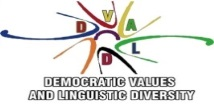 D V A L D
DEMOCRATIC VALUES
AND LINGUISTIC DIVERSITY